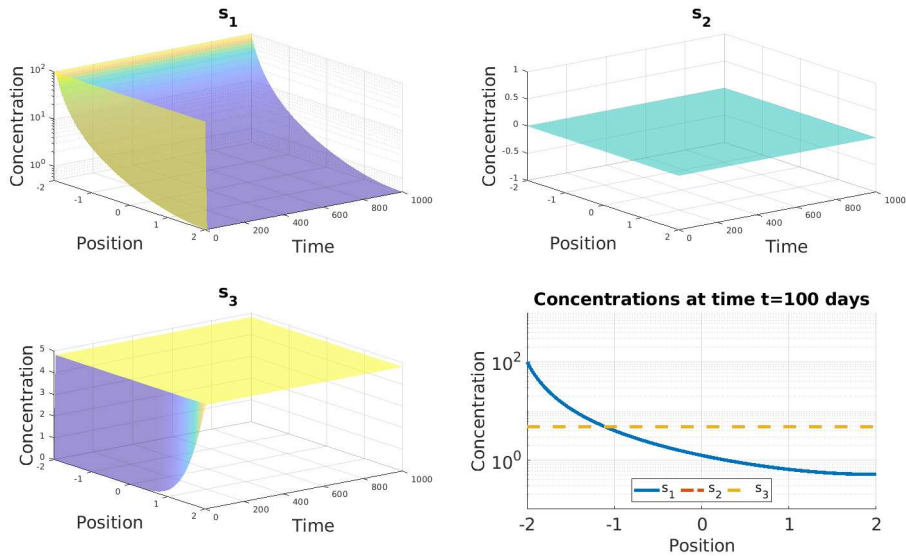 s1
Concentration
10^2
10^1
10^0
-2
-1
0
1
2
Position
0
200
400
600
800
1000
Time
s2
Concentration
1
0.5
0
-0.5
-1
-2
-1
0
1
2
Position
0
200
400
600
800
1000
Time
s3
Concentration
5
4
3
2
1
0
-2
-1
0
1
2
Position
0
200
400
600
800
1000
Time
Concentrations at time t=100 days
Concentration
10^2
10^0
s1 s2 s3
-2 -1 0 1 2
Position